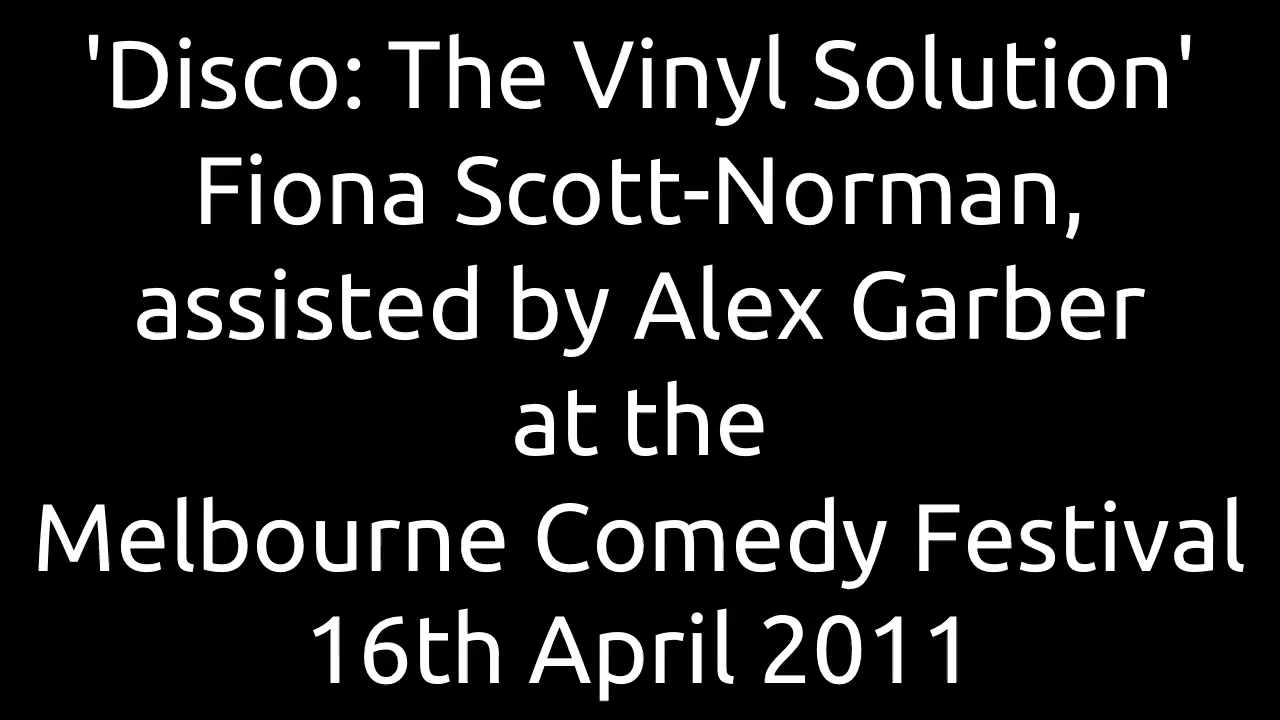 'Disco: The Vinyl Solution'
Fiona Scott-Norman,
assisted by Alex Garber
at the
Melbourne Comedy Festival
16th April 2011